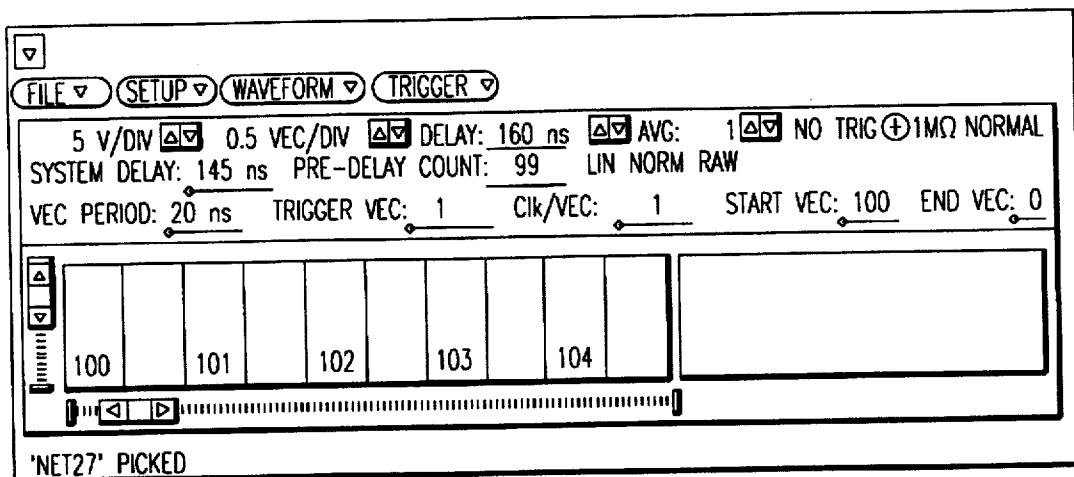 FILE SETUP WAVEFORM TRIGGER
5 V/DIV 0.5 VEC/DIV DELAY: 160 ns AVG: 1 NO TRIG 1MΩ NORMAL
SYSTEM DELAY: 145 ns PRE-DELAY COUNT: 99 LIN NORM RAW
VEC PERIOD: 20 ns TRIGGER VEC: 1 Clk/VEC: 1 START VEC: 100 END VEC: 0
100 101 102 103 104
'NET27' PICKED